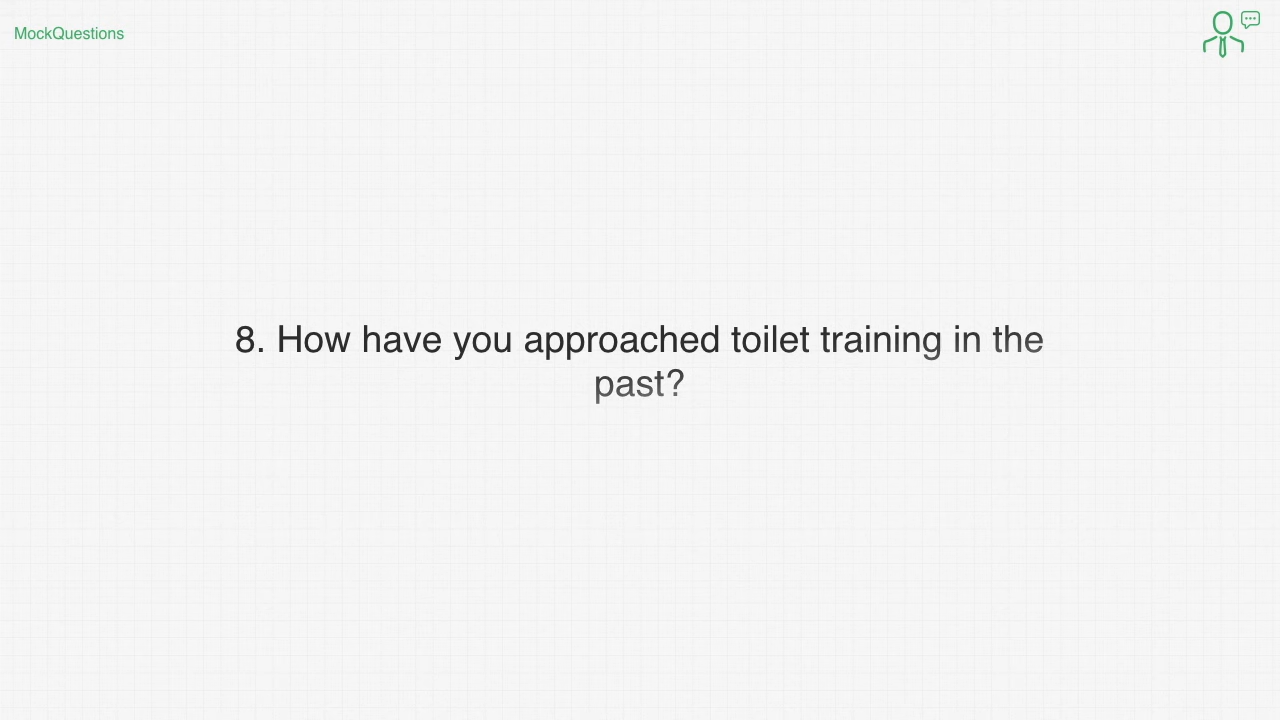 MockQuestions
8. How have you approached toilet training in the
past?